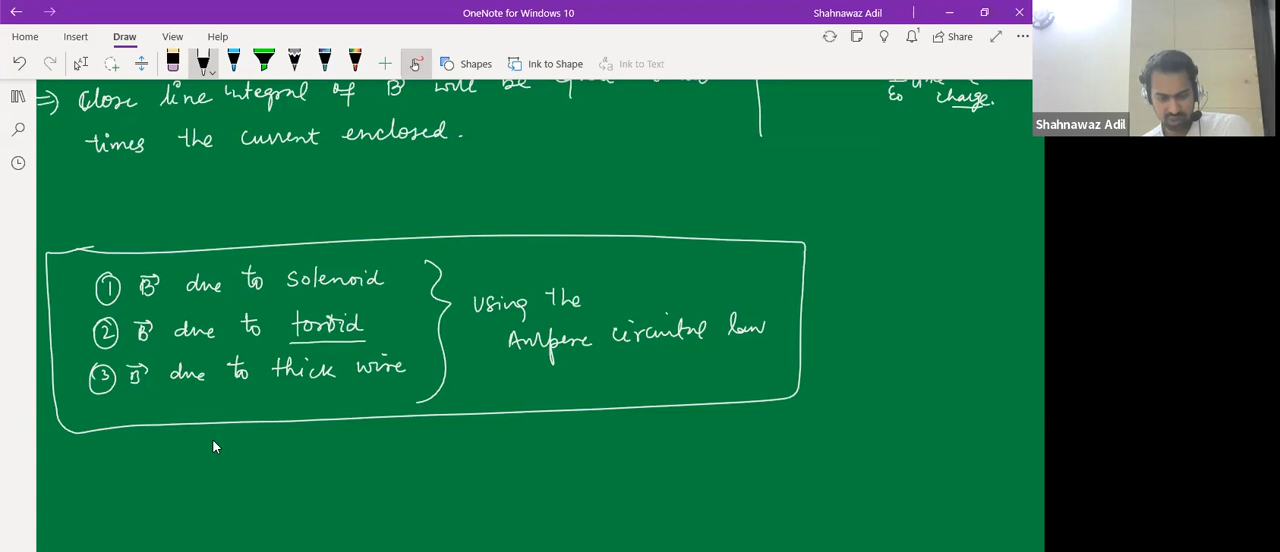 OneNote for Windows 10
Shahnawaz Adil
Home Insert Draw View Help
Share
Shapes Ink to Shape Ink to Text
=) Close line integral of B will be
times the current enclosed.
ε0 charge.
Shahnawaz Adil
① B due to solenoid
② B due to toroid
③ B due to thick wire
using the
Ampere circuital law